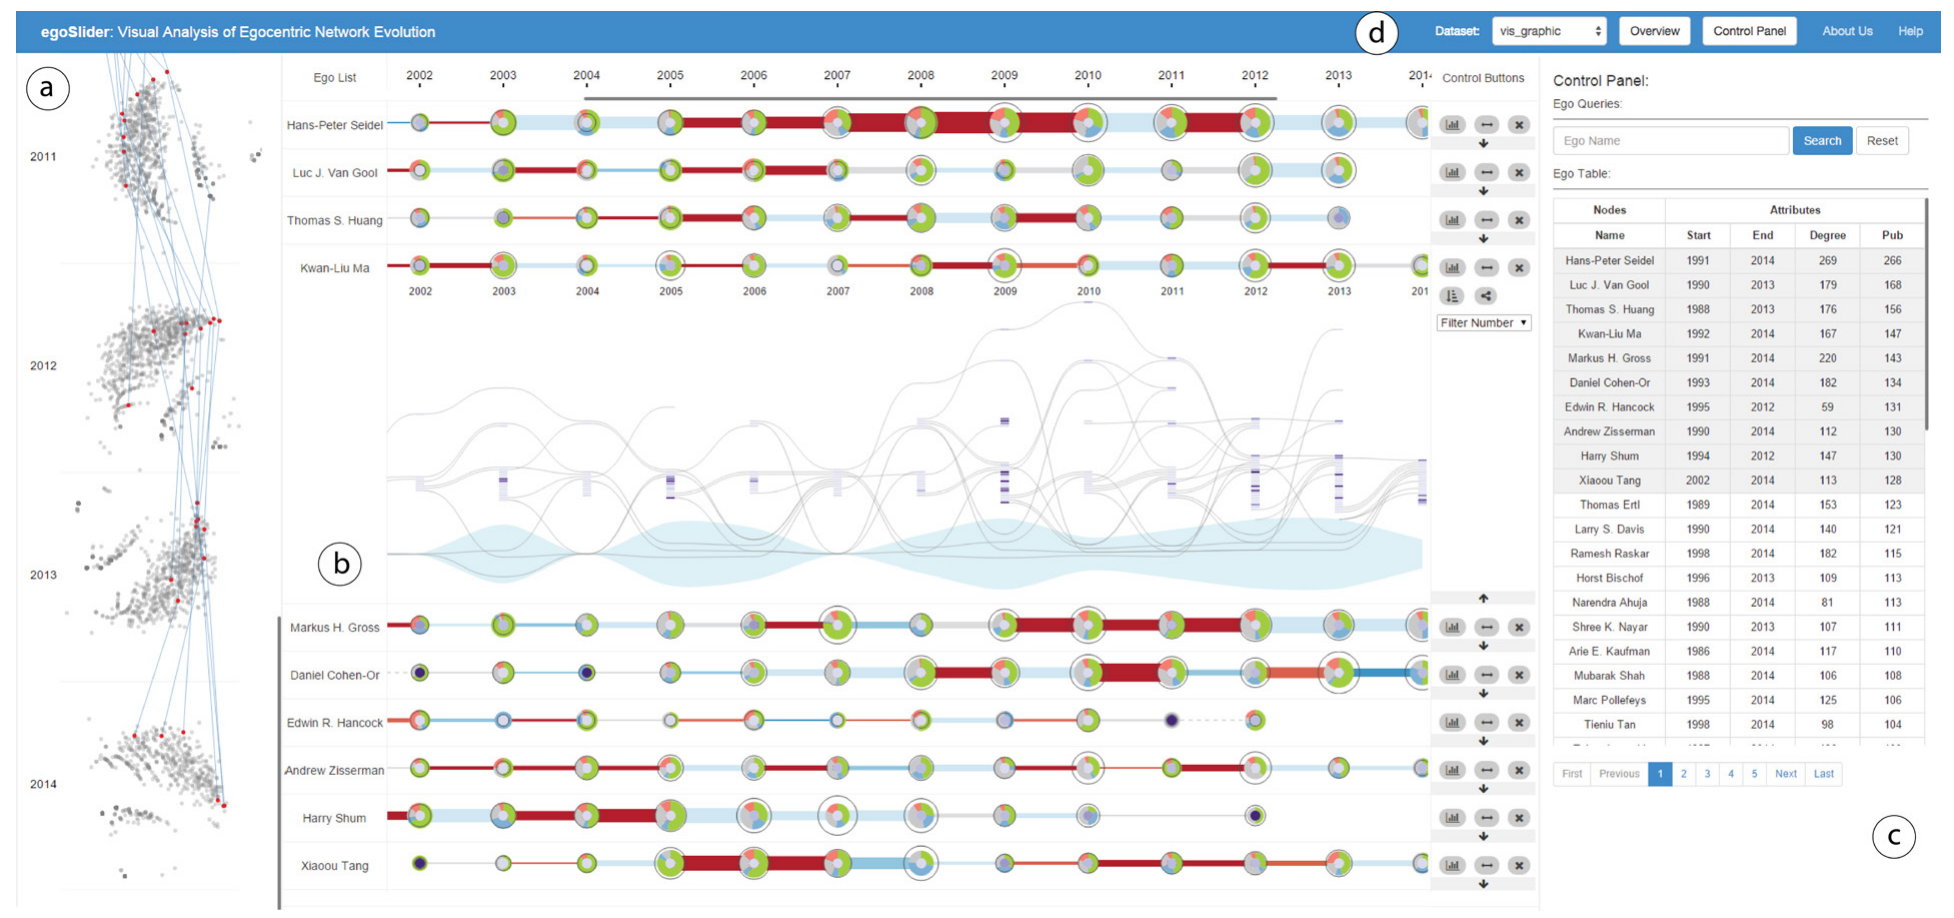 egoSlider: Visual Analysis of Egocentric Network Evolution
d
Dataset:
vis_graphic
Overview
Control Panel
About Us
Help
a
2011
2012
2013
2014
Ego List
2002 2003 2004 2005 2006 2007 2008 2009 2010 2011 2012 2013
Control Buttons
Hans-Peter Seidel
Luc J. Van Gool
Thomas S. Huang
Kwan-Liu Ma
2002 2003 2004 2005 2006 2007 2008 2009 2010 2011 2012 2013
Filter Number
b
Markus H. Gross
Daniel Cohen-Or
Edwin R. Hancock
Andrew Zisserman
Harry Shum
Xiaoou Tang
Control Panel:
Ego Queries:
Ego Name
Search
Reset
Ego Table:
Nodes Attributes
Name Start End Degree Pub
Hans-Peter Seidel 1991 2014 269 266
Luc J. Van Gool 1990 2013 179 168
Thomas S. Huang 1988 2013 176 156
Kwan-Liu Ma 1992 2014 167 147
Markus H. Gross 1991 2014 220 143
Daniel Cohen-Or 1993 2014 182 134
Edwin R. Hancock 1995 2012 59 131
Andrew Zisserman 1990 2014 112 130
Harry Shum 1994 2012 147 130
Xiaoou Tang 2002 2014 113 128
Thomas Ertl 1989 2014 153 123
Larry S. Davis 1990 2014 140 121
Ramesh Raskar 1998 2014 182 115
Horst Bischof 1996 2013 109 113
Narendra Ahuja 1988 2014 81 113
Shree K. Nayar 1990 2013 107 111
Arie E. Kaufman 1986 2014 117 110
Mubarak Shah 1988 2014 106 108
Marc Pollefeys 1995 2014 125 106
Tieniu Tan 1998 2014 98 104
First Previous 1 2 3 4 5 Next Last
c